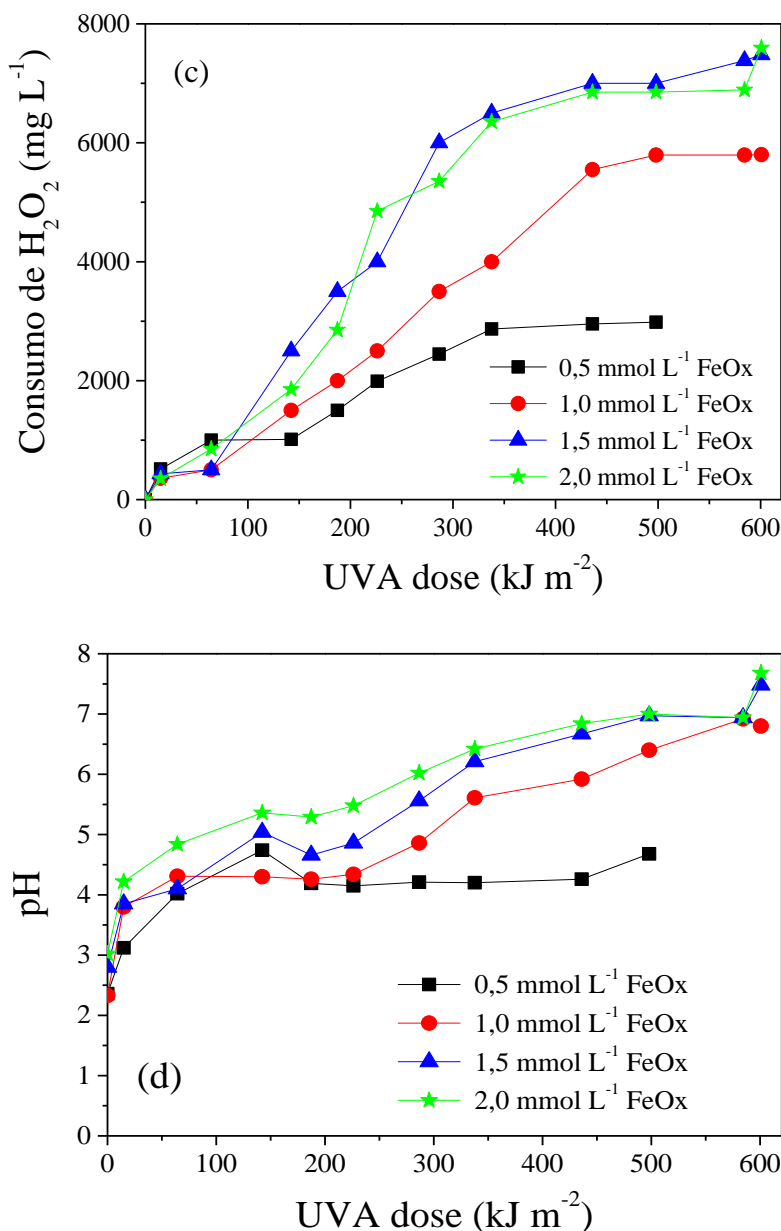 8000
(c)
6000
4000
2000
0
Consumo de H₂O₂ (mg L⁻¹)
0,5 mmol L⁻¹ FeOx
1,0 mmol L⁻¹ FeOx
1,5 mmol L⁻¹ FeOx
2,0 mmol L⁻¹ FeOx
0 100 200 300 400 500 600
UVA dose (kJ m⁻²)
8
7
6
5
4
3
2
1
0
pH
0,5 mmol L⁻¹ FeOx
1,0 mmol L⁻¹ FeOx
1,5 mmol L⁻¹ FeOx
2,0 mmol L⁻¹ FeOx
(d)
0 100 200 300 400 500 600
UVA dose (kJ m⁻²)